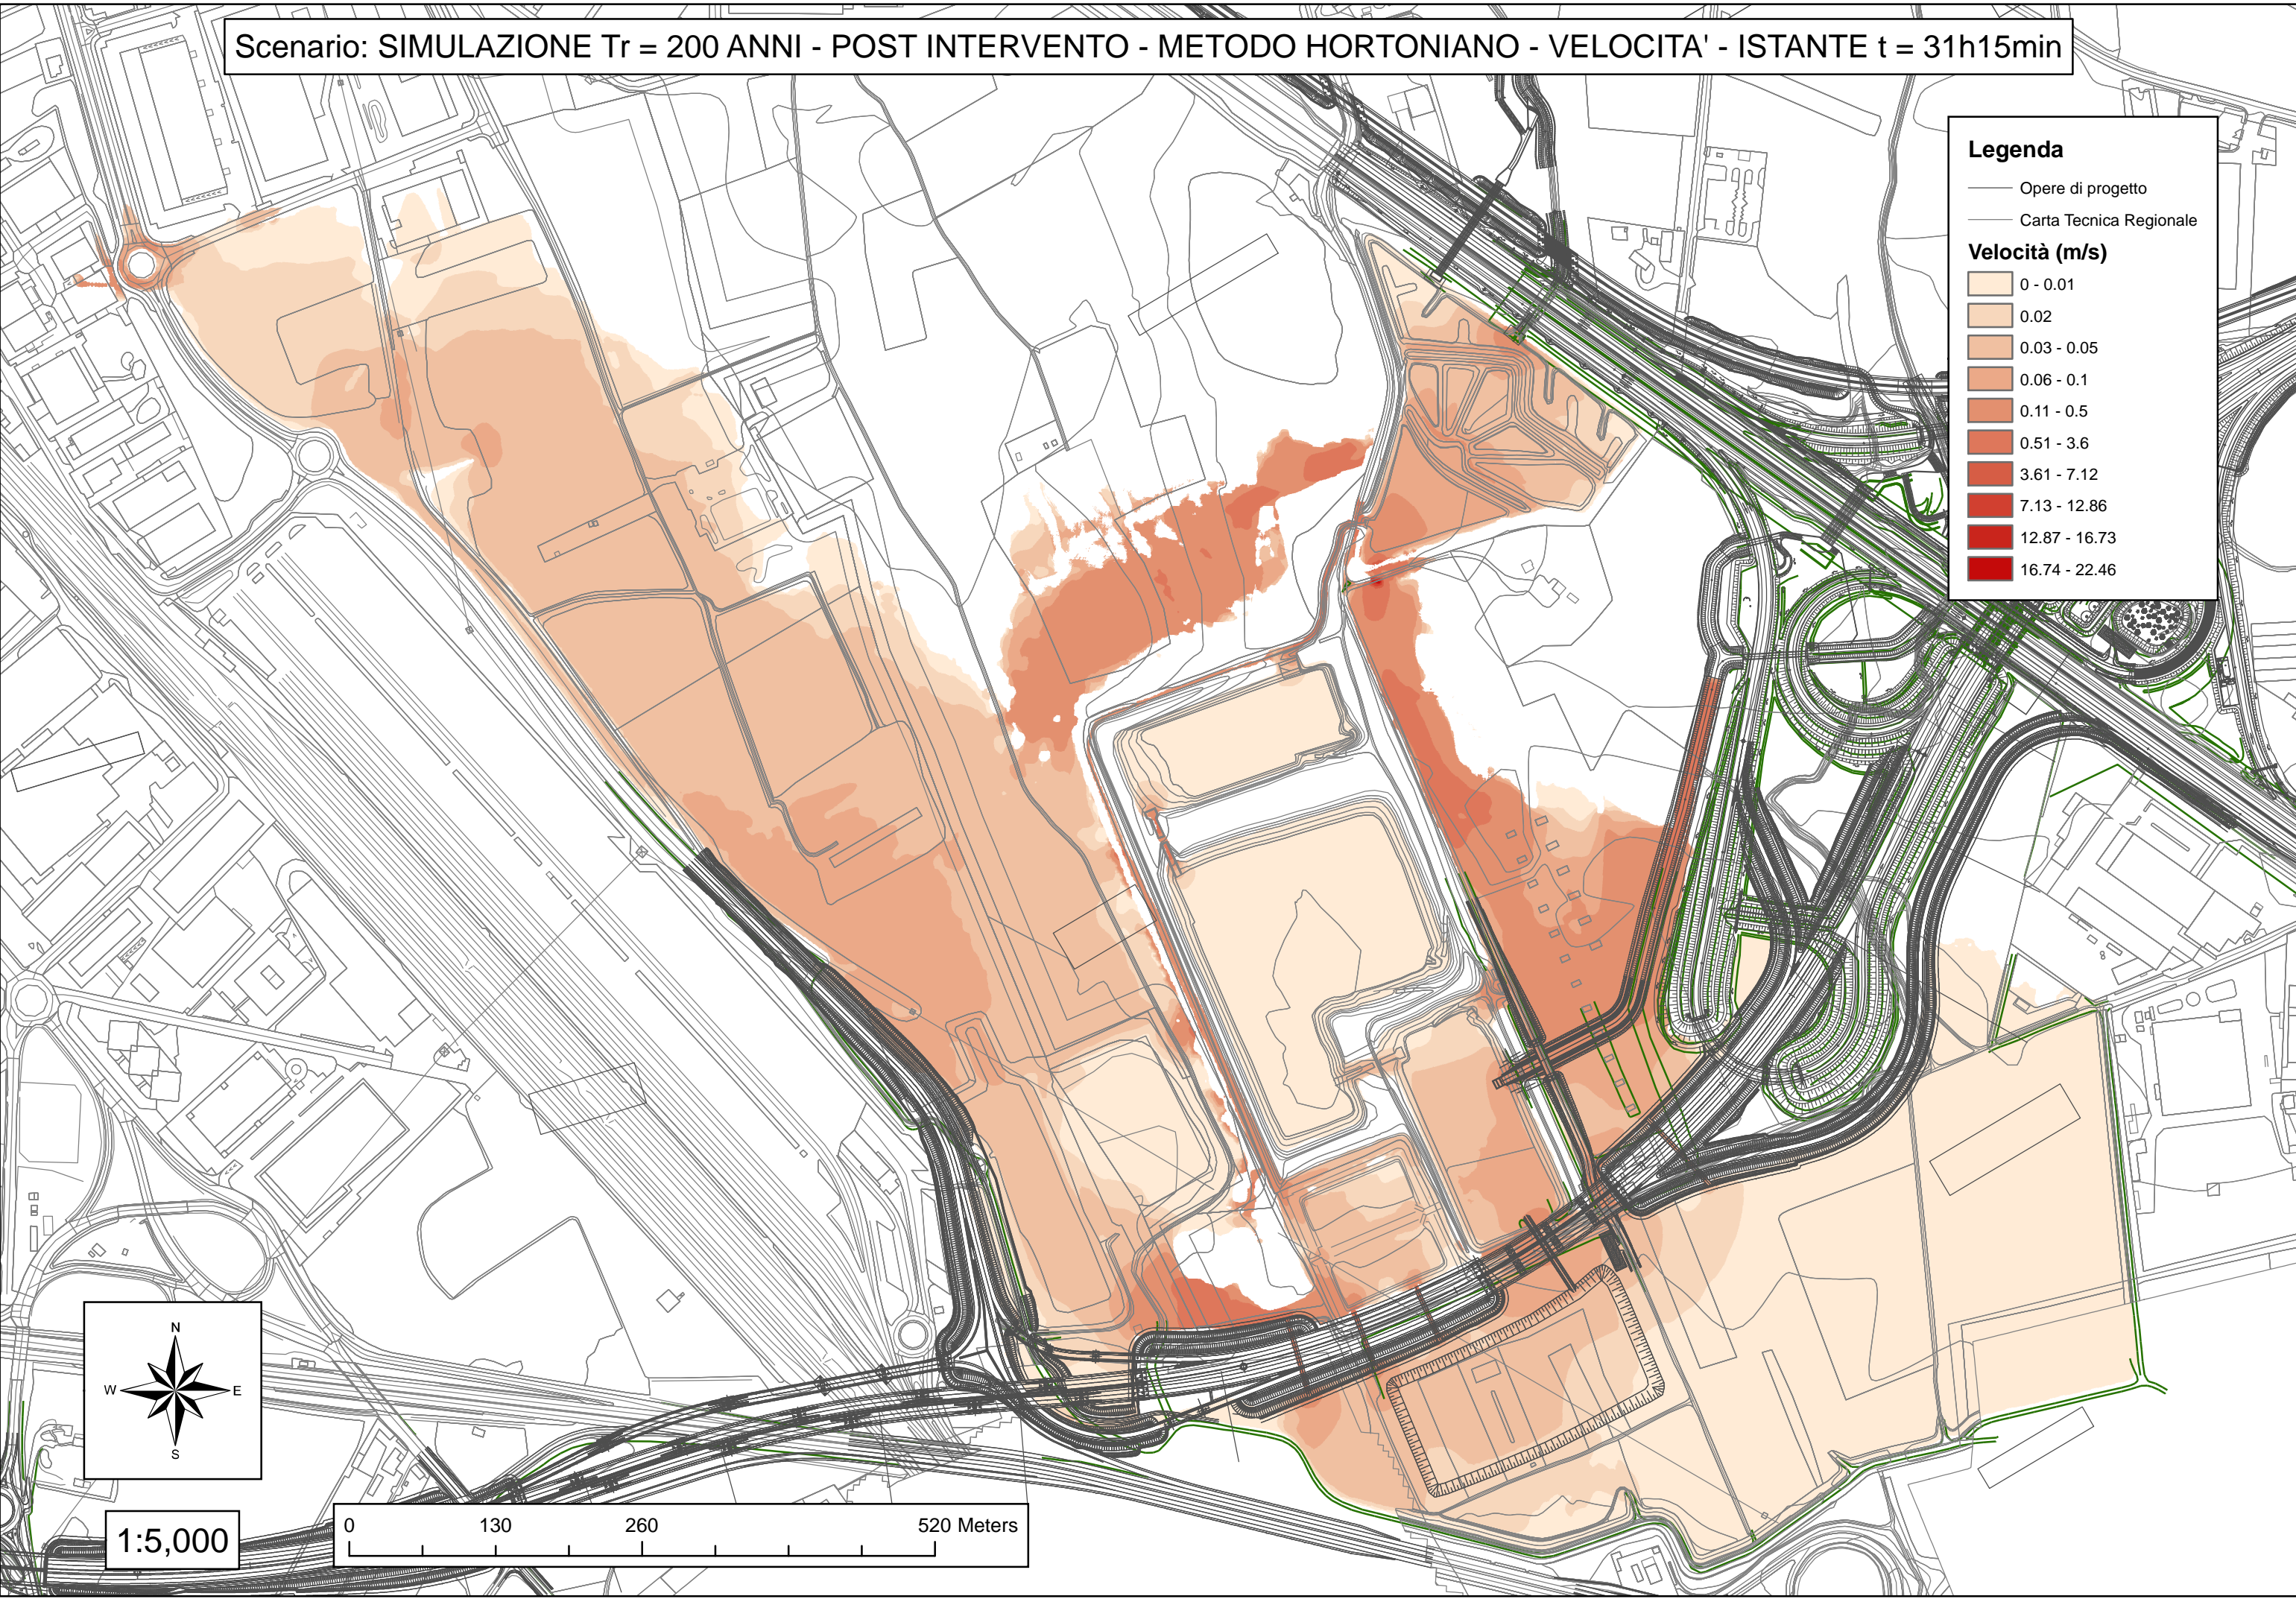 Scenario: SIMULAZIONE Tr = 200 ANNI - POST INTERVENTO - METODO HORTONIANO - VELOCITA' - ISTANTE t = 31h15min
Legenda
Opere di progetto
Carta Tecnica Regionale
Velocità (m/s)
0 - 0.01
0.02
0.03 - 0.05
0.06 - 0.1
0.11 - 0.5
0.51 - 3.6
3.61 - 7.12
7.13 - 12.86
12.87 - 16.73
16.74 - 22.46
N
W E
S
1:5,000
0 130 260 520 Meters